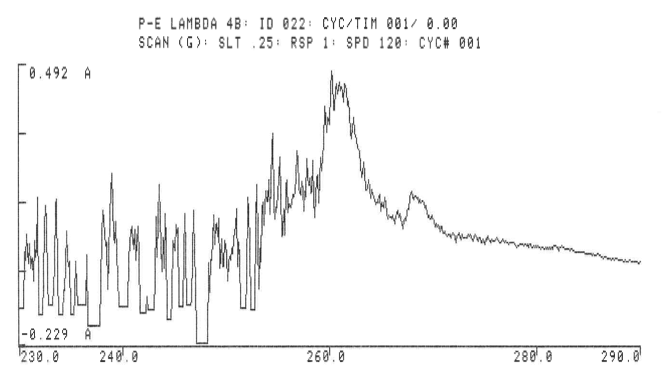 P-E LAMBDA 4B: ID 022: CYC/TIM 001/ 0.00
SCAN (G): SLT .25: RSP 1: SPD 120: CYC# 001
0.492 A
-0.229 A
230.0 240.0 260.0 280.0 290.0